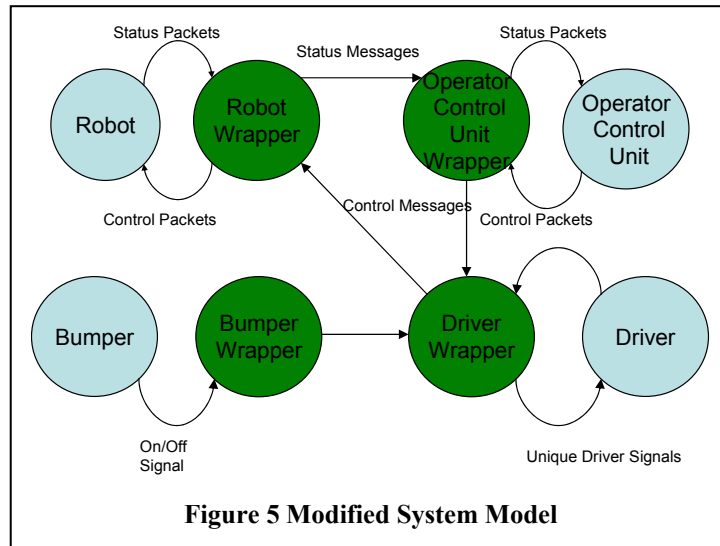 Status Packets
Status Messages
Status Packets
Robot
Robot
Wrapper
Operator
Control
Unit
Wrapper
Operator
Control
Unit
Control Packets
Control Messages
Control Packets
Bumper
Bumper
Wrapper
Driver
Wrapper
Driver
On/Off
Signal
Unique Driver Signals
Figure 5 Modified System Model